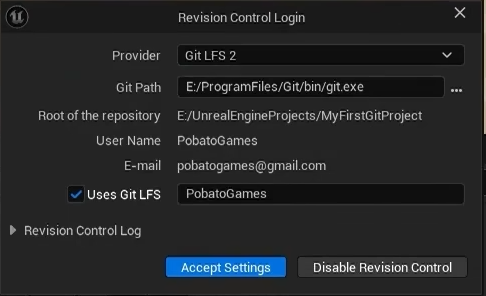 Revision Control Login
Provider Git LFS 2
Git Path E:/ProgramFiles/Git/bin/git.exe ...
Root of the repository E:/UnrealEngineProjects/MyFirstGitProject
User Name PobatoGames
E-mail pobatogames@gmail.com
Uses Git LFS PobatoGames
Revision Control Log
Accept Settings Disable Revision Control